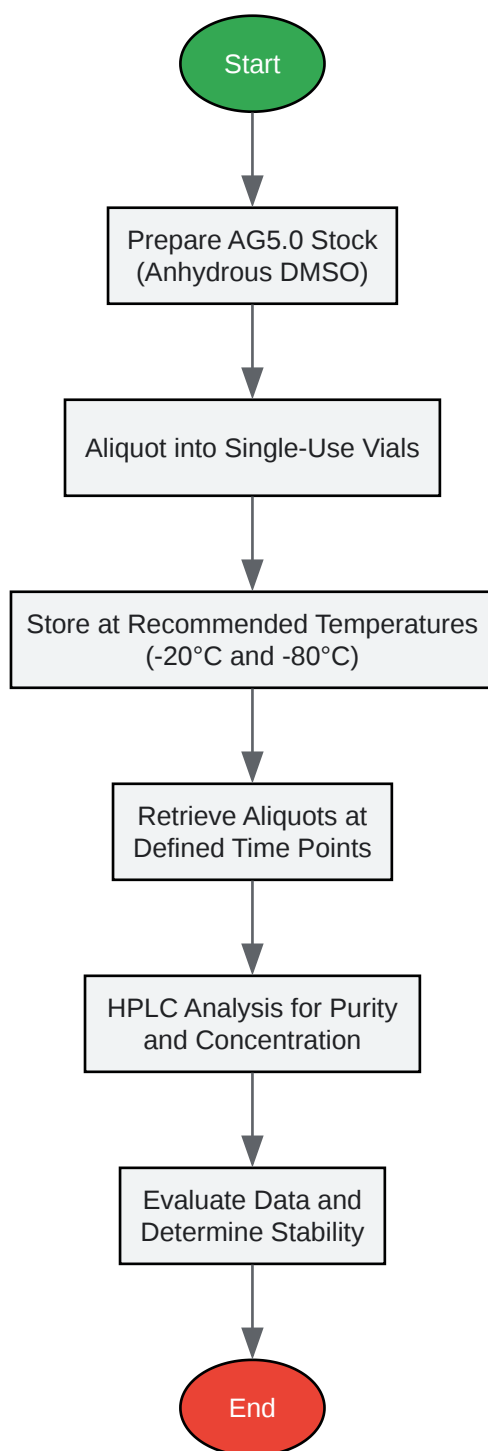 Start
Prepare AG5.0 Stock
(Anhydrous DMSO)
Aliquot into Single-Use Vials
Store at Recommended Temperatures
(-20°C and -80°C)
Retrieve Aliquots at
Defined Time Points
HPLC Analysis for Purity
and Concentration
Evaluate Data and
Determine Stability
End